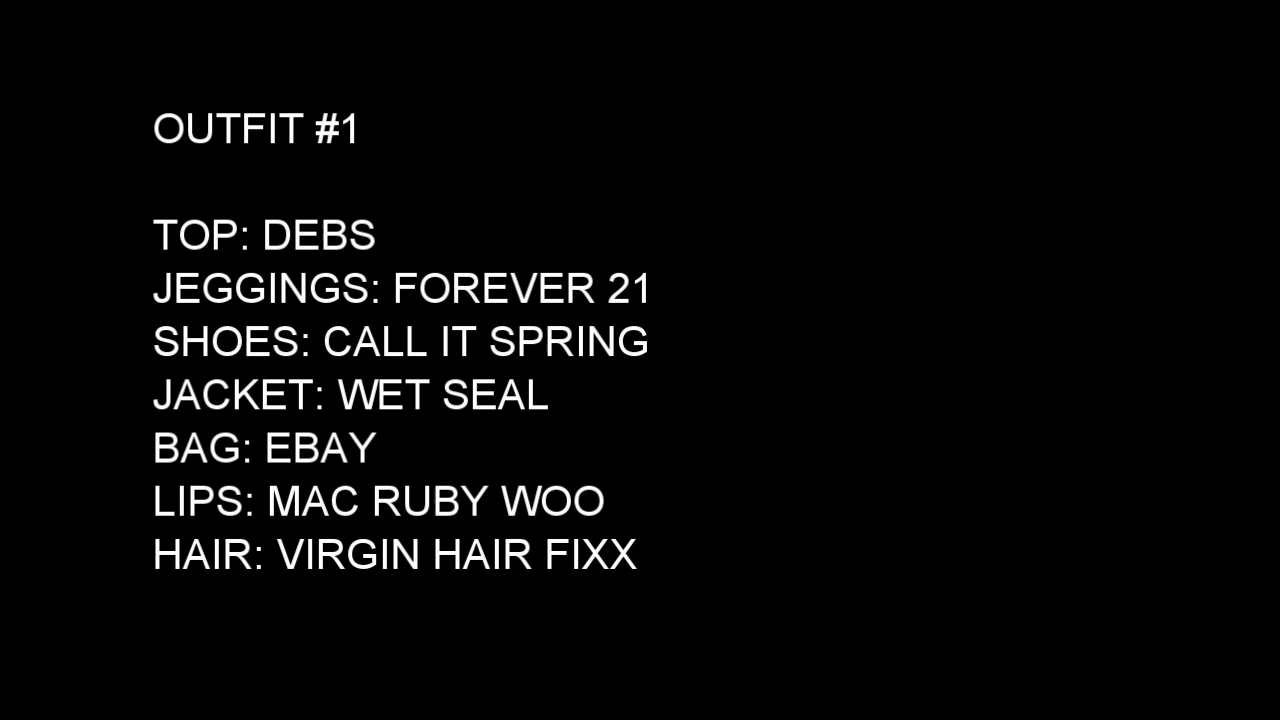 OUTFIT #1
TOP: DEBS
JEGGINGS: FOREVER 21
SHOES: CALL IT SPRING
JACKET: WET SEAL
BAG: EBAY
LIPS: MAC RUBY WOO
HAIR: VIRGIN HAIR FIXX